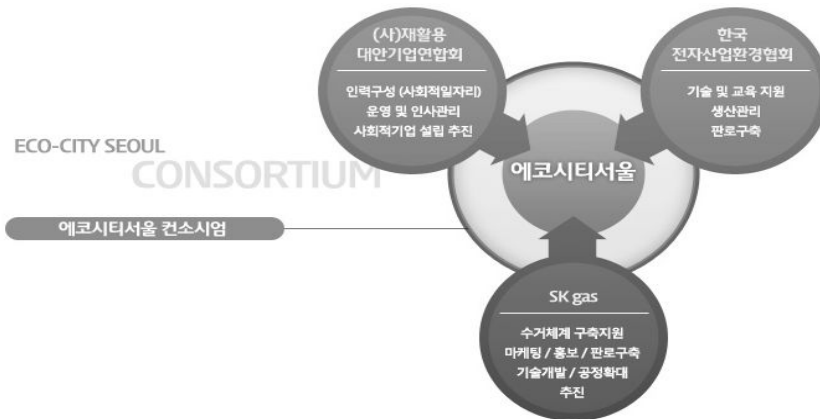 (사)재활용
대안기업연합회
인력구성 (사회적일자리)
운영 및 인사관리
사회적기업 설립 추진
한국
전자산업환경협회
기술 및 교육 지원
생산관리
판로구축
ECO-CITY SEOUL
CONSORTIUM
에코시티서울
에코시티서울 컨소시엄
SK gas
수거체계 구축지원
마케팅 / 홍보 / 판로구축
기술개발 / 공정확대
추진